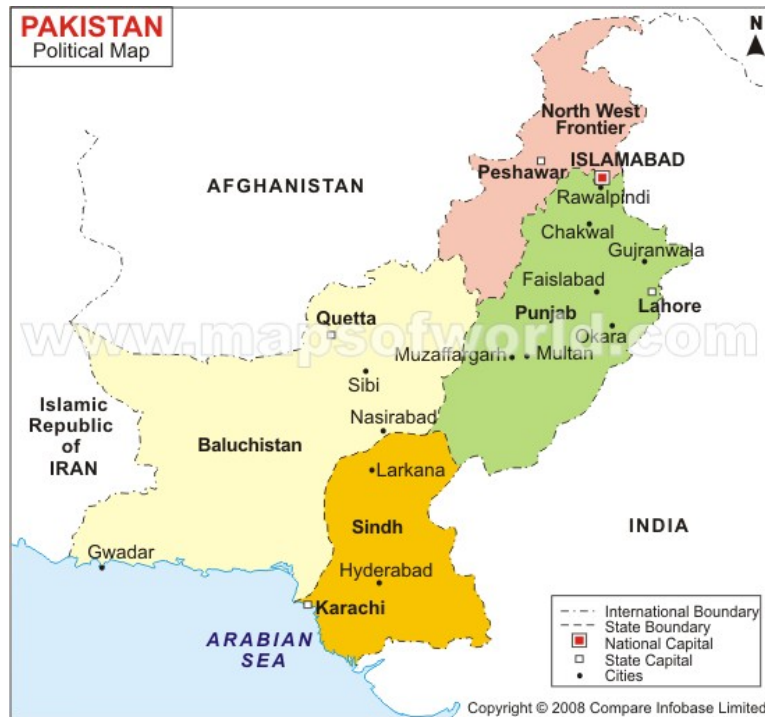 PAKISTAN
Political Map
N
North West
Frontier
Peshawar
ISLAMABAD
Rawalpindi
AFGHANISTAN
Chakwal
Gujranwala
Faislabad
Lahore
Quetta
Punjab
Okara
www.mapsofworld.com
Muzaffargarh
Multan
Sibi
Islamic
Republic
of
IRAN
Nasirabad
Baluchistan
Larkana
Sindh
INDIA
Gwadar
Hyderabad
Karachi
ARABIAN
SEA
International Boundary
State Boundary
National Capital
State Capital
Cities
Copyright © 2008 Compare Infobase Limited